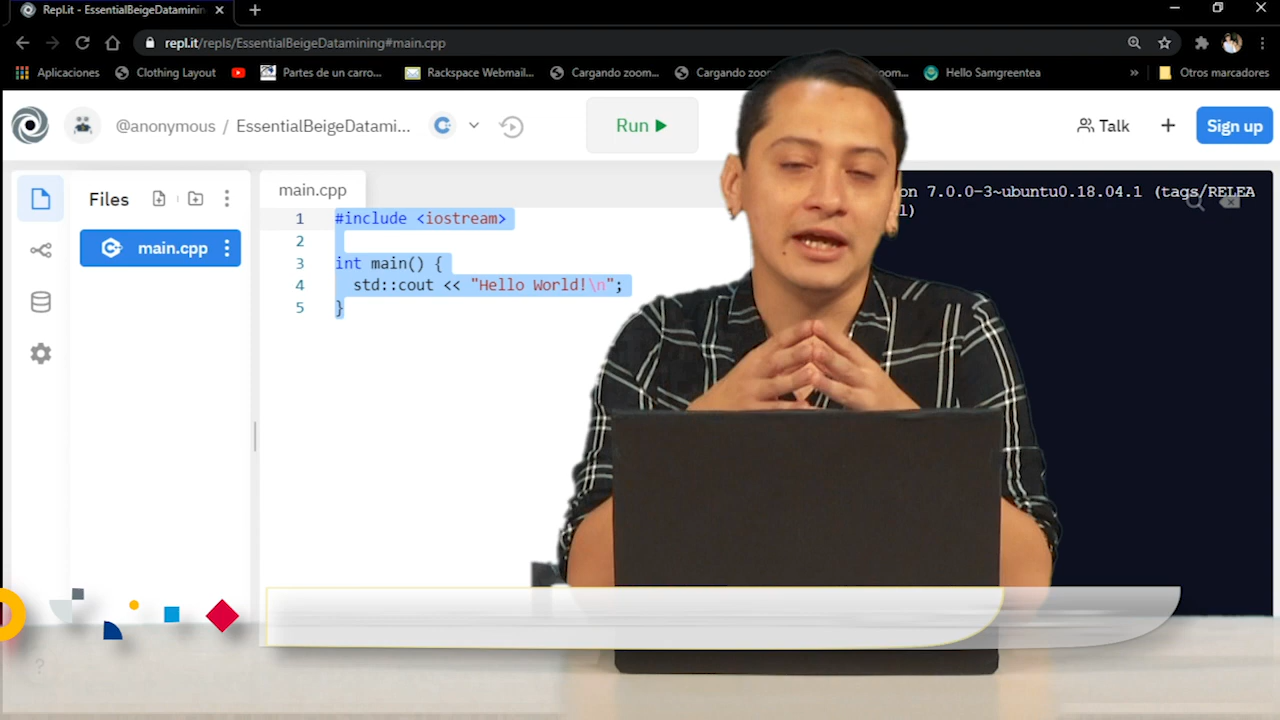 Repl.it - EssentialBeigeDatamining
repl.it/repls/EssentialBeigeDatamining#main.cpp
Aplicaciones Clothing Layout Partes de un carro... Rackspace Webmail... Cargando zoom... Cargando Hello Samgreentea » Otros marcadores
@anonymous / EssentialBeigeDatami... Run Talk + Sign up
Files
main.cpp
main.cpp
1 #include <iostream>
2
3 int main() {
4 std::cout << "Hello World!\n";
5 }
on 7.0.0-3~ubuntu0.18.04.1 (tags/RELEA
l)
?